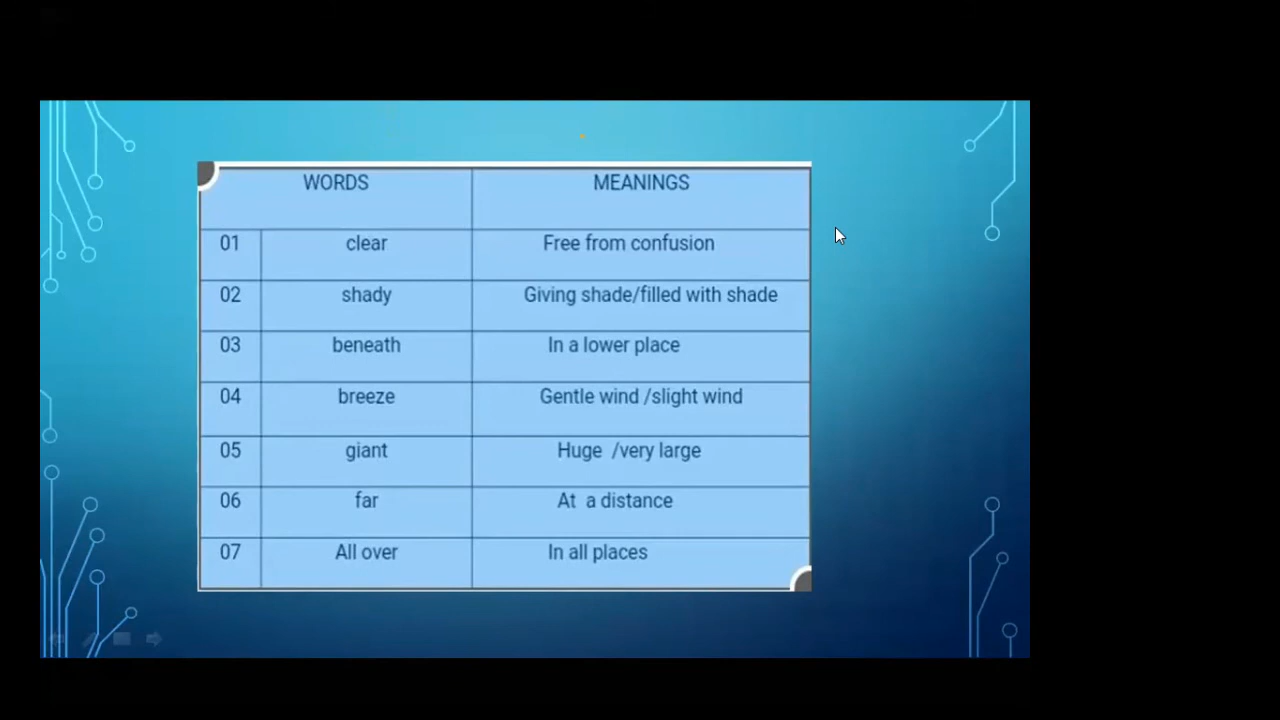 WORDS MEANINGS
01 clear Free from confusion
02 shady Giving shade/filled with shade
03 beneath In a lower place
04 breeze Gentle wind /slight wind
05 giant Huge /very large
06 far At a distance
07 All over In all places